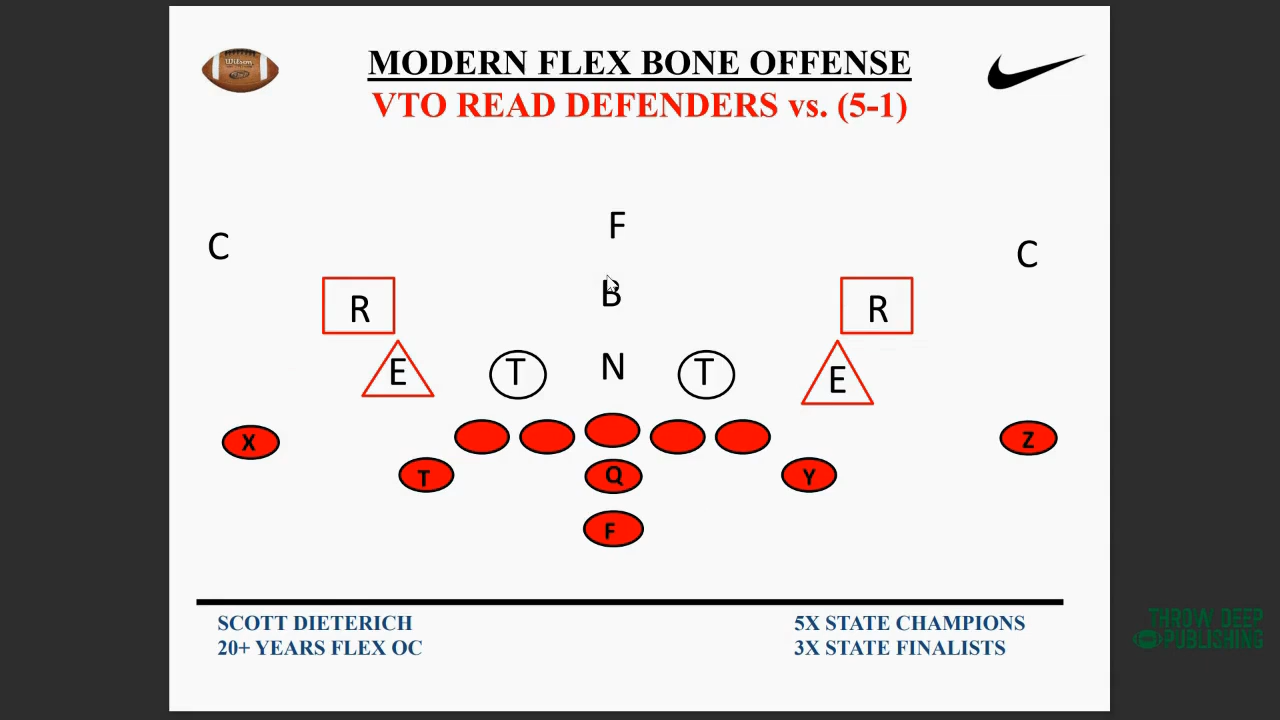 MODERN FLEX BONE OFFENSE
VTO READ DEFENDERS vs. (5-1)
Wilson
F
C C
B
R R
E T N T E
X T Q Y Z
F
SCOTT DIETERICH 5X STATE CHAMPIONS
20+ YEARS FLEX OC 3X STATE FINALISTS
THROW DEEP
PUBLISHING